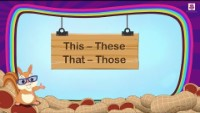 This – These
That – Those